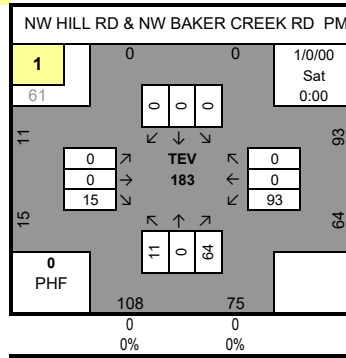 NW HILL RD & NW BAKER CREEK RD PM
1 0 0 1/0/00
Sat
61 0:00
0 0 0
↙ ↓ ↘
11 93
0 ↗ TEV ↖ 0
0 → 183 ← 0
15 ↘ ↙ 93
15 64
↖ ↑ ↗
11 0 64
0
PHF
108 75
0 0
0% 0%